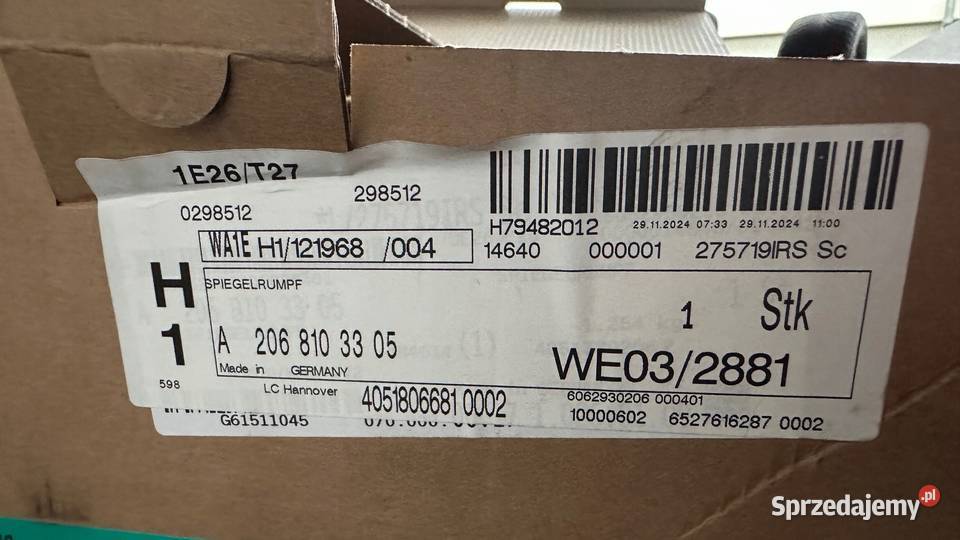 1E26/T27
298512
0298512
H79482012 29.11.2024 07:33 29.11.2024 11:00
WA1E H1/121968 /004
14640 000001 275719IRS Sc
H
1
598
SPIEGELRUMPF
1 Stk
A 206 810 33 05
Made in GERMANY
WE03/2881
LC Hannover 4051806681 0002
6062930206 000401
10000602 6527616287 0002
G61511045
Sprzedajemy.pl